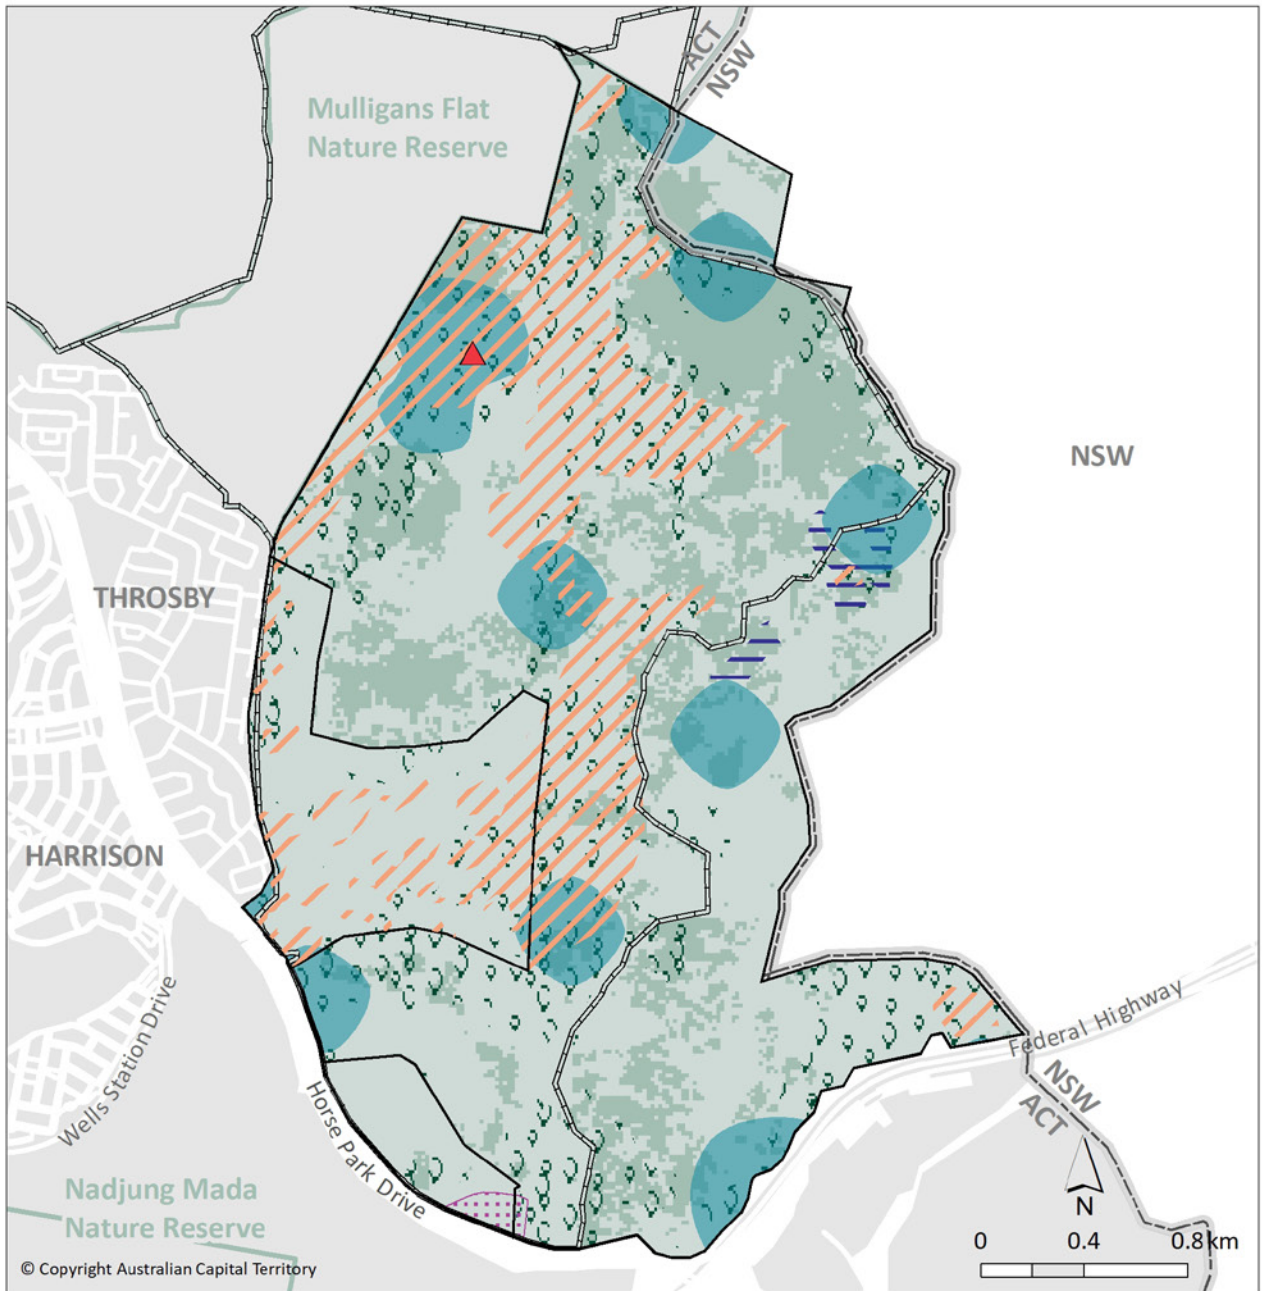 ACT
NSW
Mulligans Flat
Nature Reserve
NSW
THROSBY
HARRISON
Wells Station Drive
Federal Highway
Horse Park Drive
NSW
ACT
Nadjung Mada
Nature Reserve
N
0 0.4 0.8 km
© Copyright Australian Capital Territory